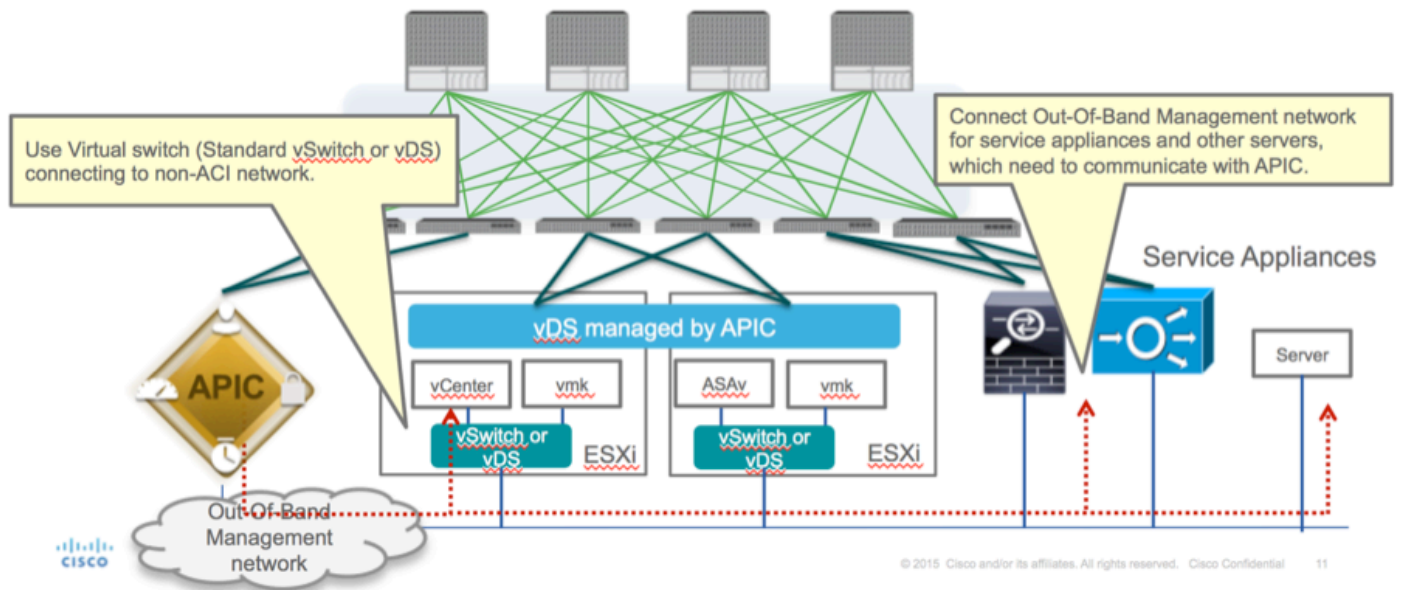 Use Virtual switch (Standard vSwitch or vDS)
connecting to non-ACI network.
Connect Out-Of-Band Management network
for service appliances and other servers,
which need to communicate with APIC.
Service Appliances
vDS managed by APIC
APIC
vCenter
vmk
ASAv
vmk
Server
vSwitch or
vDS
ESXi
vSwitch or
vDS
ESXi
Out-Of-Band
Management
network
CISCO
© 2015 Cisco and/or its affiliates. All rights reserved. Cisco Confidential 11